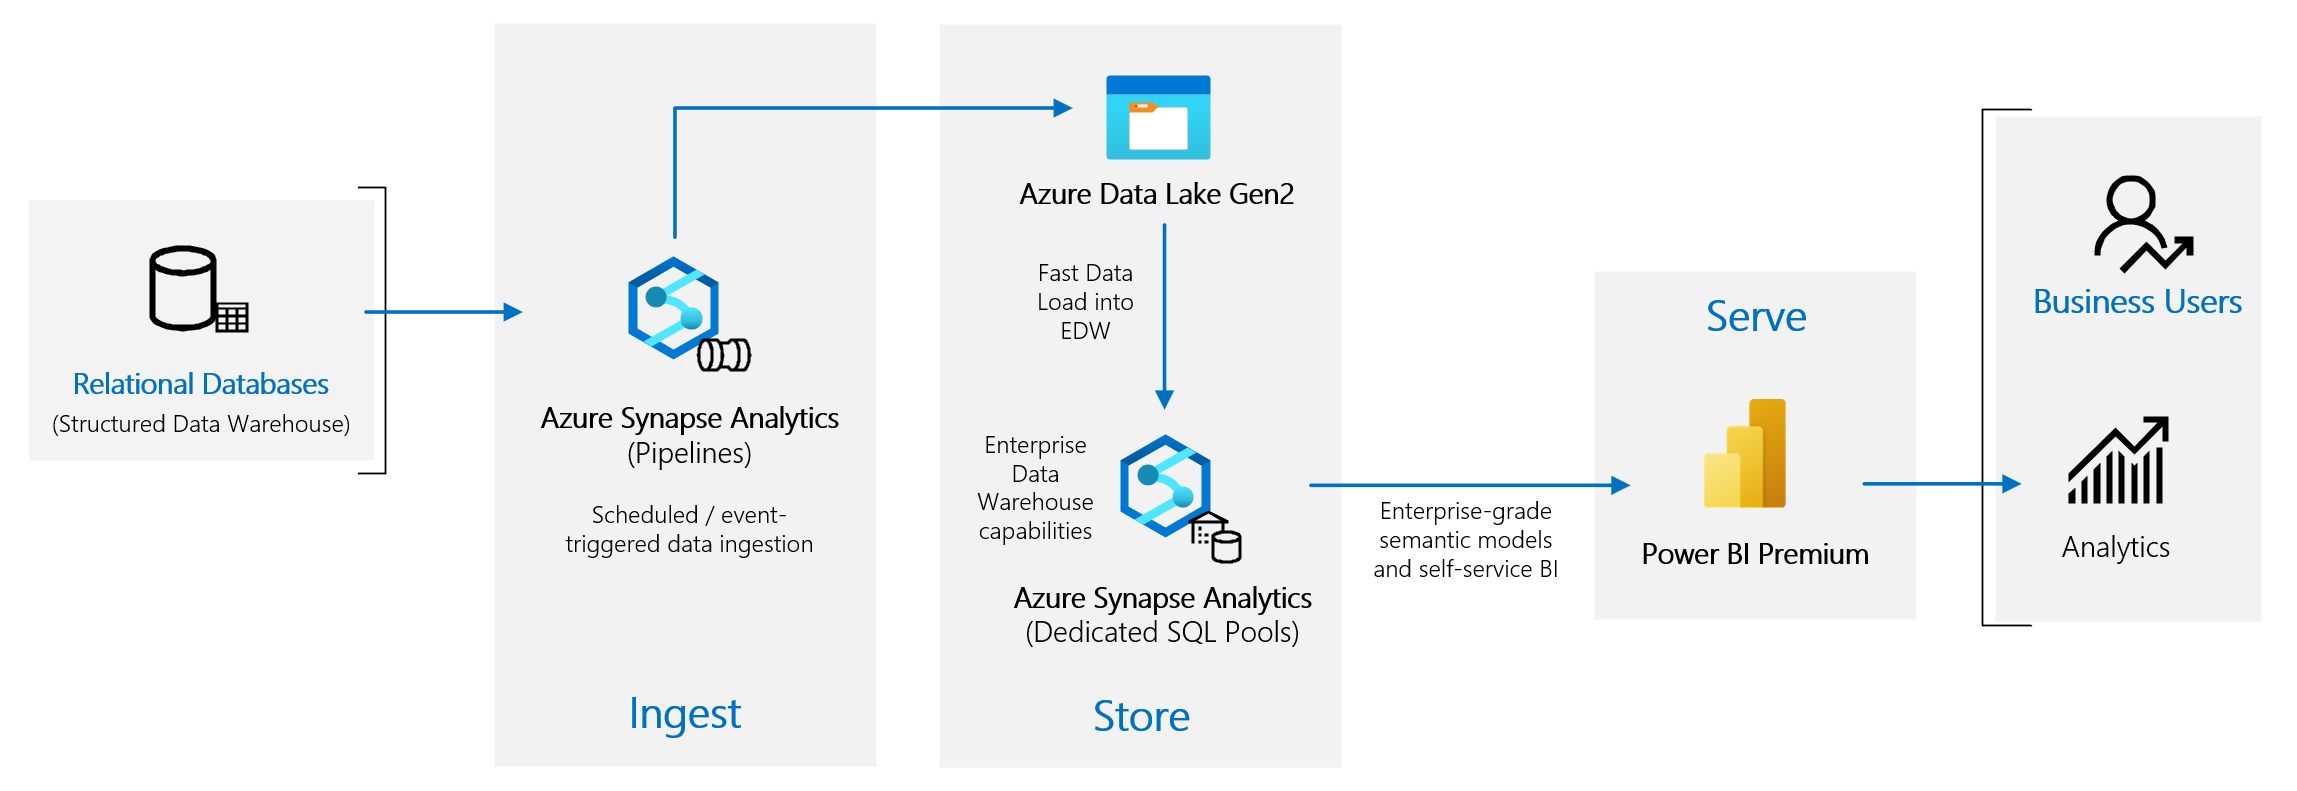 Relational Databases
(Structured Data Warehouse)
Azure Synapse Analytics
(Pipelines)
Scheduled / event-
triggered data ingestion
Ingest
Azure Data Lake Gen2
Fast Data
Load into
EDW
Enterprise
Data
Warehouse
capabilities
Azure Synapse Analytics
(Dedicated SQL Pools)
Store
Enterprise-grade
semantic models
and self-service BI
Serve
Power BI Premium
Business Users
Analytics